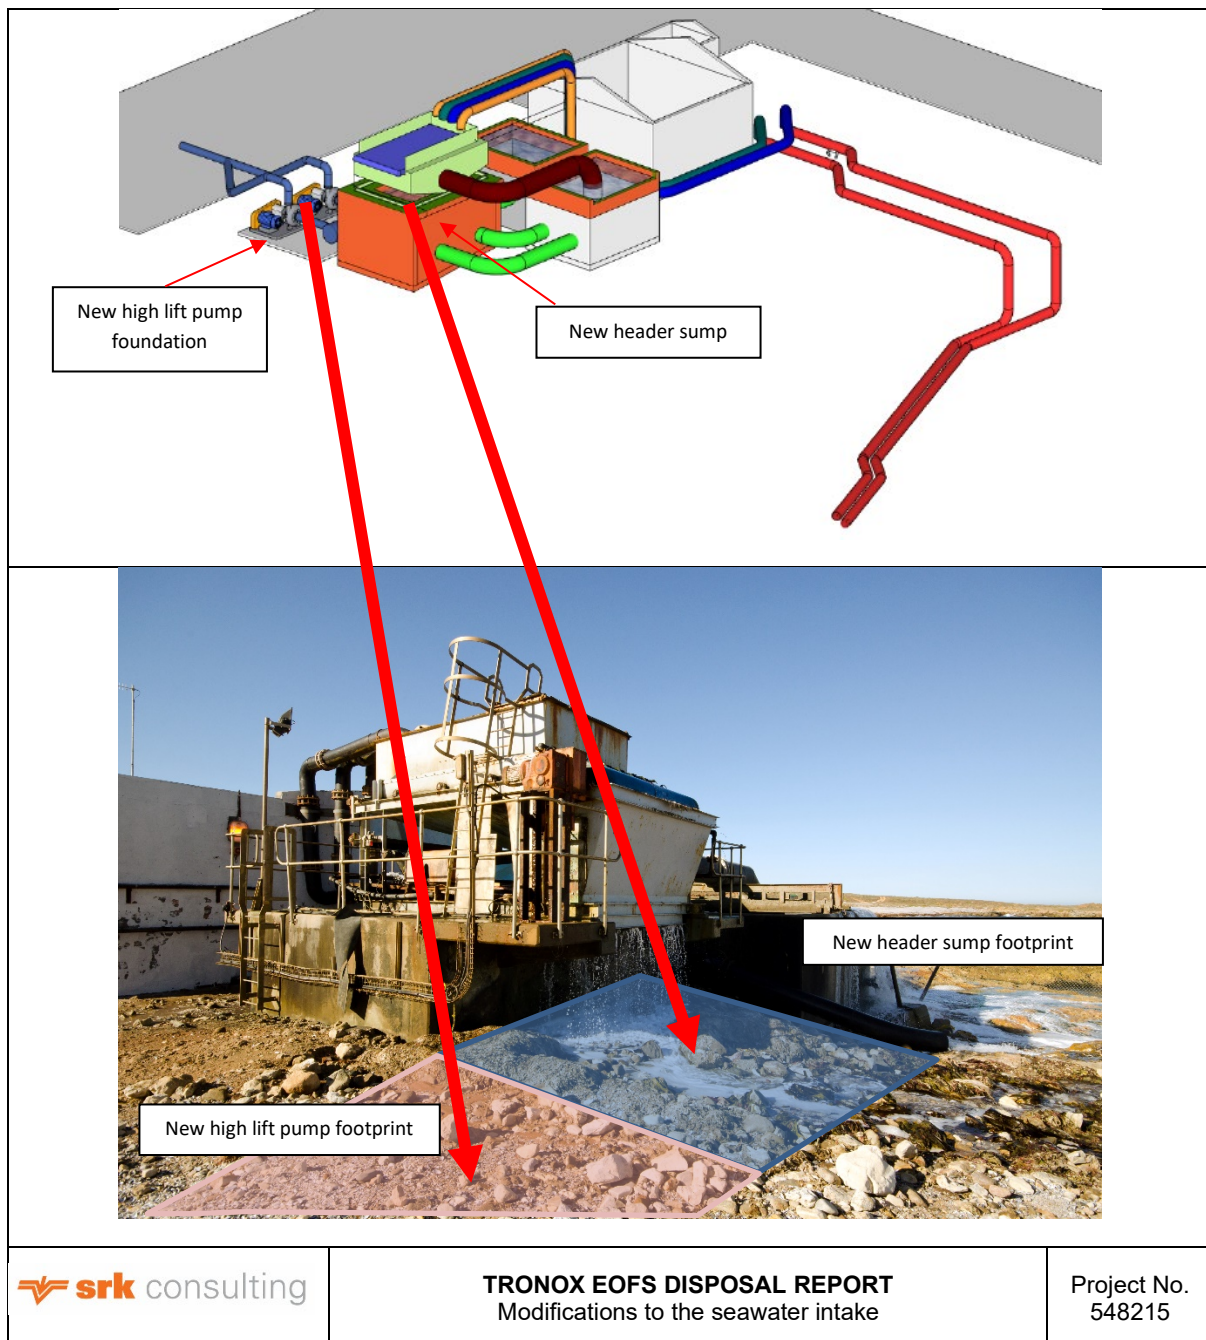 New high lift pump
foundation
New header sump
New header sump footprint
New high lift pump footprint
srk consulting
TRONOX EOFS DISPOSAL REPORT
Modifications to the seawater intake
Project No.
548215